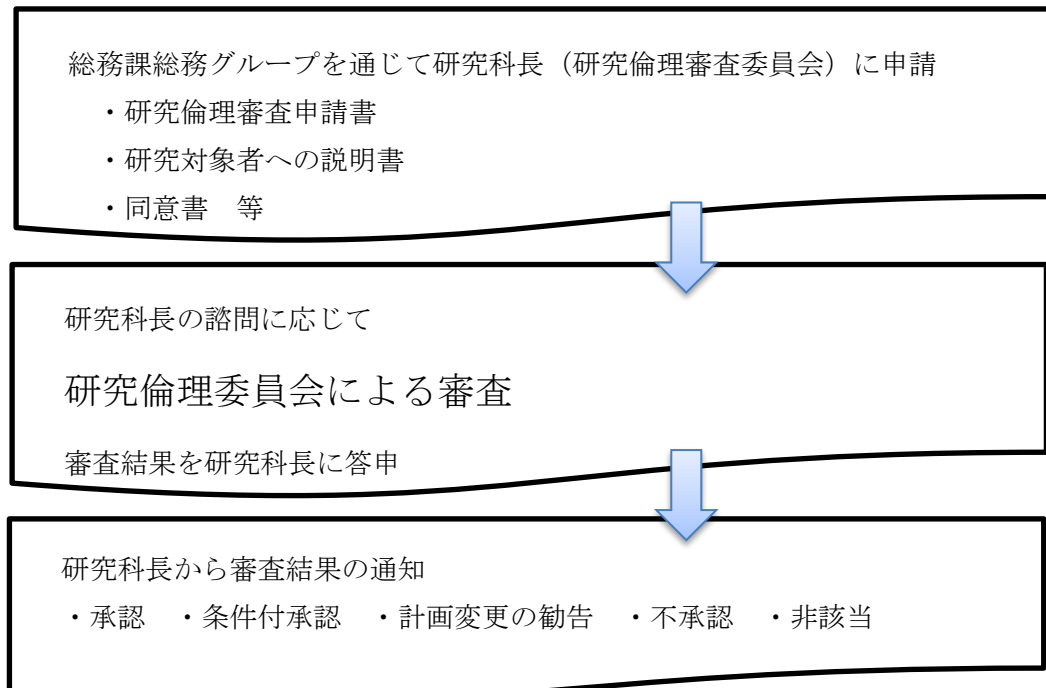 総務課総務グループを通じて研究科長（研究倫理審査委員会）に申請
・研究倫理審査申請書
・研究対象者への説明書
・同意書　等
研究科長の諮問に応じて
研究倫理委員会による審査
審査結果を研究科長に答申
研究科長から審査結果の通知
・承認　・条件付承認　・計画変更の勧告　・不承認　・非該当